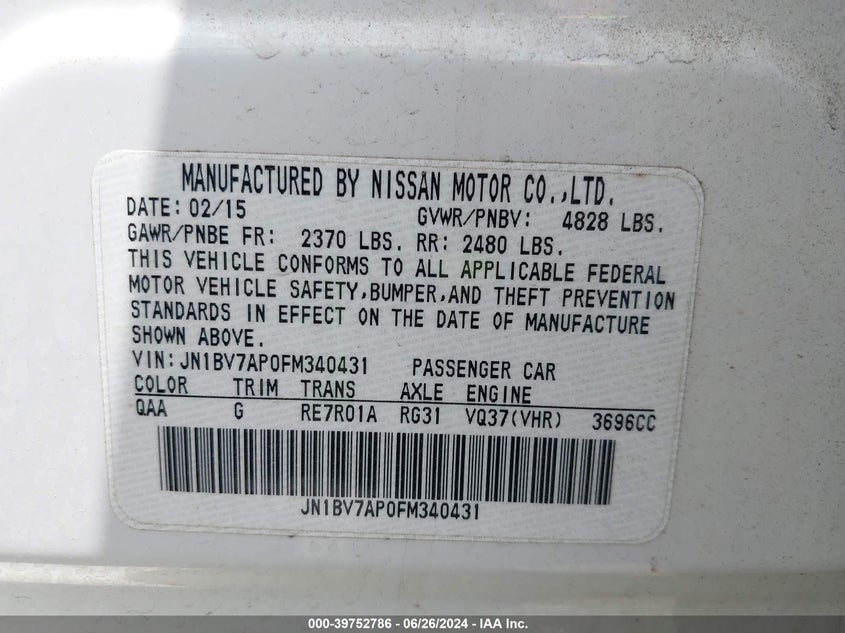 MANUFACTURED BY NISSAN MOTOR CO.,LTD.
DATE: 02/15 GVWR/PNBV: 4828 LBS.
GAWR/PNBE FR: 2370 LBS. RR: 2480 LBS.
THIS VEHICLE CONFORMS TO ALL APPLICABLE FEDERAL
MOTOR VEHICLE SAFETY,BUMPER,AND THEFT PREVENTION
STANDARDS IN EFFECT ON THE DATE OF MANUFACTURE
SHOWN ABOVE.
VIN:JN1BV7AP0FM340431 PASSENGER CAR
COLOR TRIM TRANS AXLE ENGINE
QAA G RE7R01A RG31 VQ37(VHR) 3696CC
JN1BV7AP0FM340431
000-39752786 - 06/26/2024 - IAA Inc.